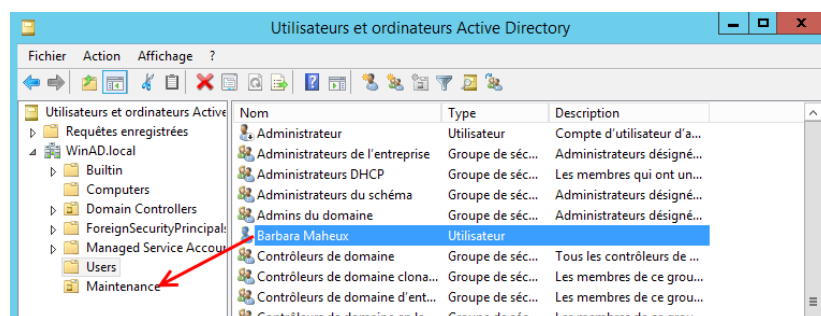 Utilisateurs et ordinateurs Active Directory
Fichier Action Affichage ?
Utilisateurs et ordinateurs Active
Requêtes enregistrées
WinAD.local
Builtin
Computers
Domain Controllers
ForeignSecurityPrincipals
Managed Service Accou
Users
Maintenance
Nom Type Description
Administrateur Utilisateur Compte d'utilisateur d'a...
Administrateurs de l'entreprise Groupe de séc... Administrateurs désigné...
Administrateurs DHCP Groupe de séc... Les membres qui ont un...
Administrateurs du schéma Groupe de séc... Administrateurs désigné...
Admins du domaine Groupe de séc... Administrateurs désigné...
Barbara Maheux Utilisateur
Contrôleurs de domaine Groupe de séc... Tous les contrôleurs de ...
Contrôleurs de domaine clona... Groupe de séc... Les membres de ce grou...
Contrôleurs de domaine d'ent... Groupe de séc... Les membres de ce grou...